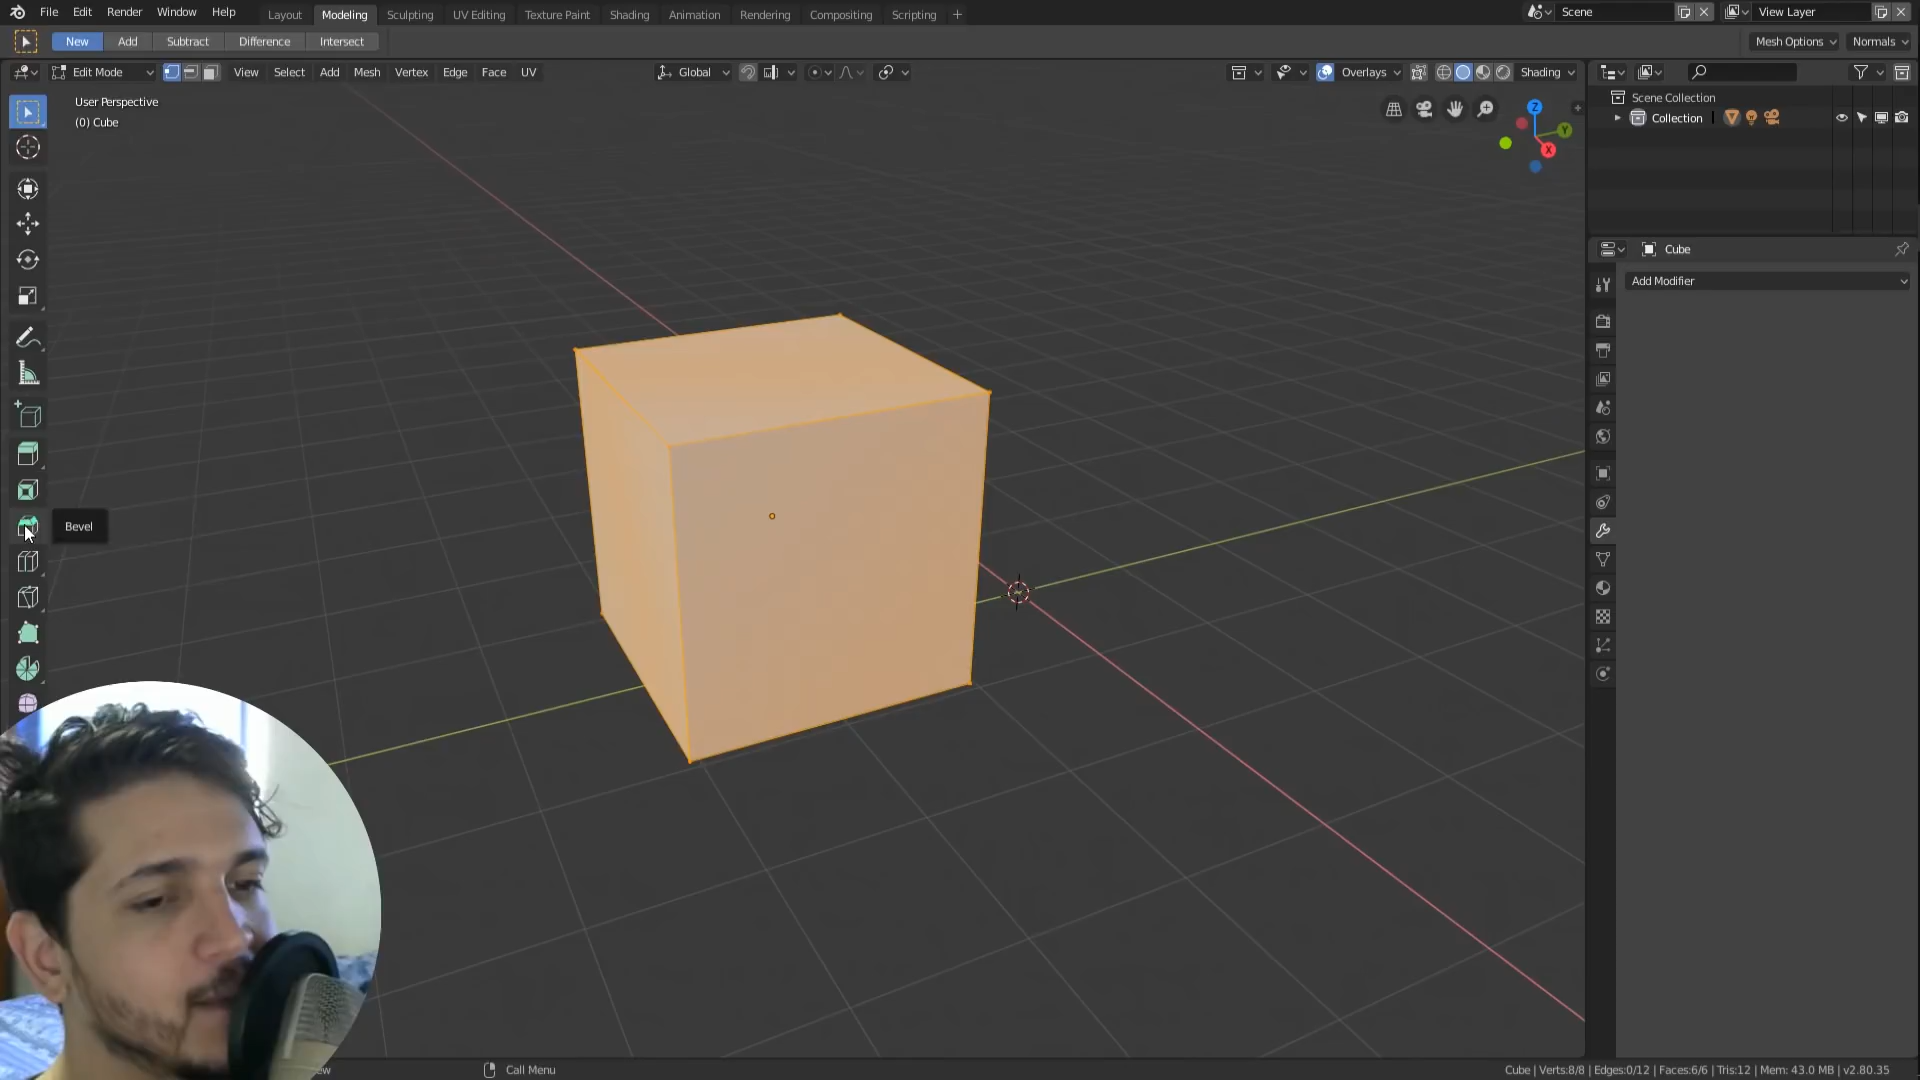 File Edit Render Window Help Layout Modeling Sculpting UV Editing Texture Paint Shading Animation Rendering Compositing Scripting + Scene View Layer
New Add Subtract Difference Intersect Mesh Options Normals
Edit Mode View Select Add Mesh Vertex Edge Face UV Global Overlays Shading
User Perspective
(0) Cube
Z
Y
X
Scene Collection
Collection
Cube
Add Modifier
Bevel
Call Menu
Cube | Verts:8/8 | Edges:0/12 | Faces:6/6 | Tris:12 | Mem: 43.0 MB | v2.80.35